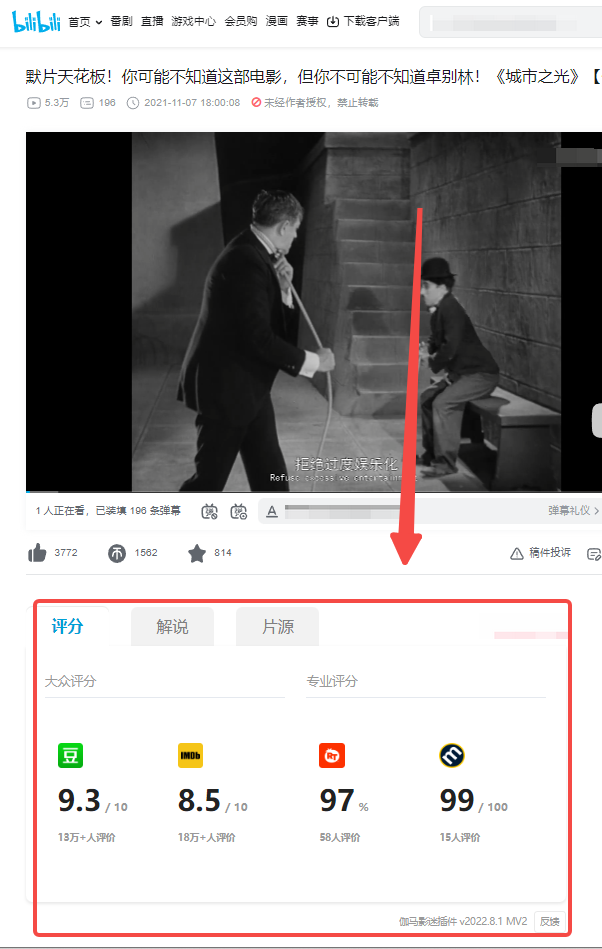 bilibili 首页 番剧 直播 游戏中心 会员购 漫画 赛事 下载客户端
默片天花板！你可能不知道这部电影，但你不可能不知道卓别林！《城市之光》【
5.3万 196 2021-11-07 18:00:08 未经作者授权，禁止转载
拒绝过度娱乐化
Refuse excessive entertainment
1人正在看，已装填 196 条弹幕 A 弹幕礼仪 >
3772 1562 814 稿件投诉
评分 解说 片源
大众评分 专业评分
豆 IMDb RT m
9.3 / 10 8.5 / 10 97 % 99 / 100
13万+人评价 18万+人评价 58人评价 15人评价
伽马影迷插件 v2022.8.1 MV2 反馈